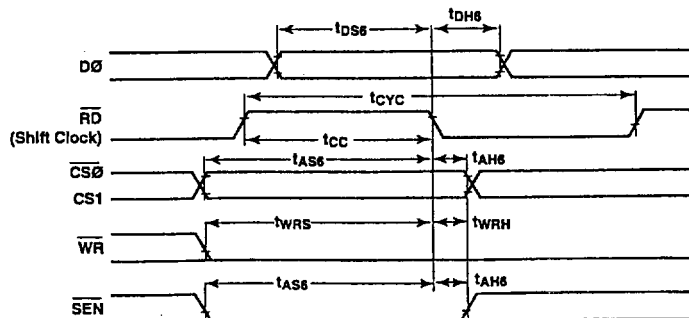 tDS6
tDH6
DØ
tCYC
RD
(Shift Clock)
tCC
tAS6
tAH6
CSØ
CS1
tWRS
tWRH
WR
tAS6
tAH6
SEN